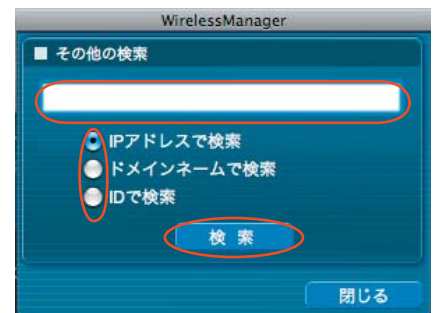 WirelessManager
■ その他の検索
IPアドレスで検索
ドメインネームで検索
IDで検索
検 索
閉じる